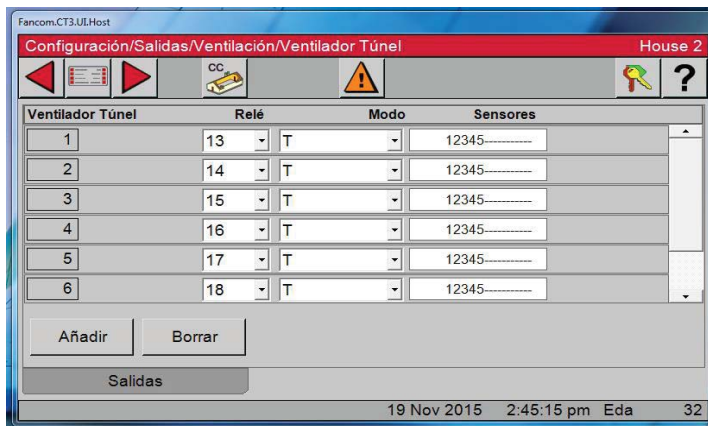 Fancom.CT3.UI.Host
Configuración/Salidas/Ventilación/Ventilador Túnel House 2
CC ?
Ventilador Túnel Relé Modo Sensores
1 13 T 12345-----------
2 14 T 12345-----------
3 15 T 12345-----------
4 16 T 12345-----------
5 17 T 12345-----------
6 18 T 12345-----------
Añadir Borrar
Salidas
19 Nov 2015 2:45:15 pm Eda 32